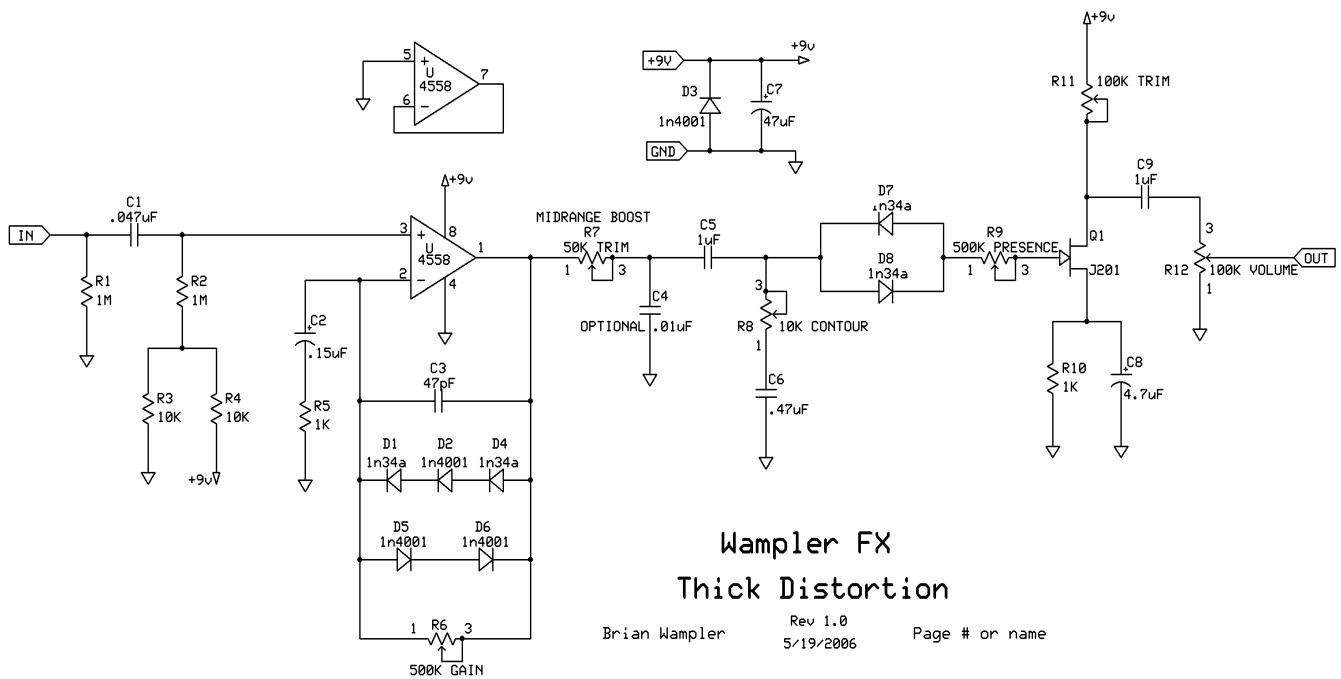 +9v
5
+
U
4558
6
-
7
+9V
+9v
D3
1n4001
C7
+
47uF
GND
R11 100K TRIM
C9
1uF
C1
.047uF
IN
R1
1M
R2
1M
R3
10K
R4
10K
+9v
+9v
3
+
8
U
4558
1
2
-
4
C2
+
.15uF
R5
1K
C3
47pF
D1
1n34a
D2
1n4001
D4
1n34a
D5
1n4001
D6
1n4001
1
R6
3
500K GAIN
MIDRANGE BOOST
R7
50K TRIM
1
3
C4
OPTIONAL .01uF
C5
1uF
3
R8 10K CONTOUR
1
C6
.47uF
D7
1n34a
D8
1n34a
R9
500K PRESENCE
1
3
Q1
J201
R10
1K
C8
+
4.7uF
3
R12 100K VOLUME
1
OUT
Wampler FX
Thick Distortion
Brian Wampler
Rev 1.0
5/19/2006
Page # or name